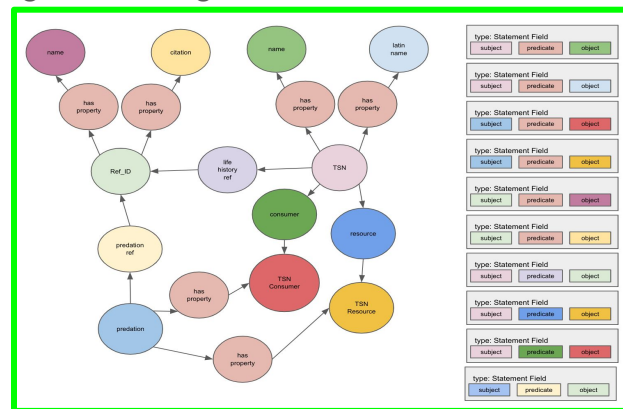 name
citation
name
latin
name
has
property
has
property
has
property
has
property
Ref_ID
life
history
ref
TSN
consumer
resource
predation
ref
has
property
TSN
Consumer
TSN
Resource
predation
has
property
type: Statement Field
subject predicate object
type: Statement Field
subject predicate object
type: Statement Field
subject predicate object
type: Statement Field
subject predicate object
type: Statement Field
subject predicate object
type: Statement Field
subject predicate object
type: Statement Field
subject predicate object
type: Statement Field
subject predicate object
type: Statement Field
subject predicate object
type: Statement Field
subject predicate object